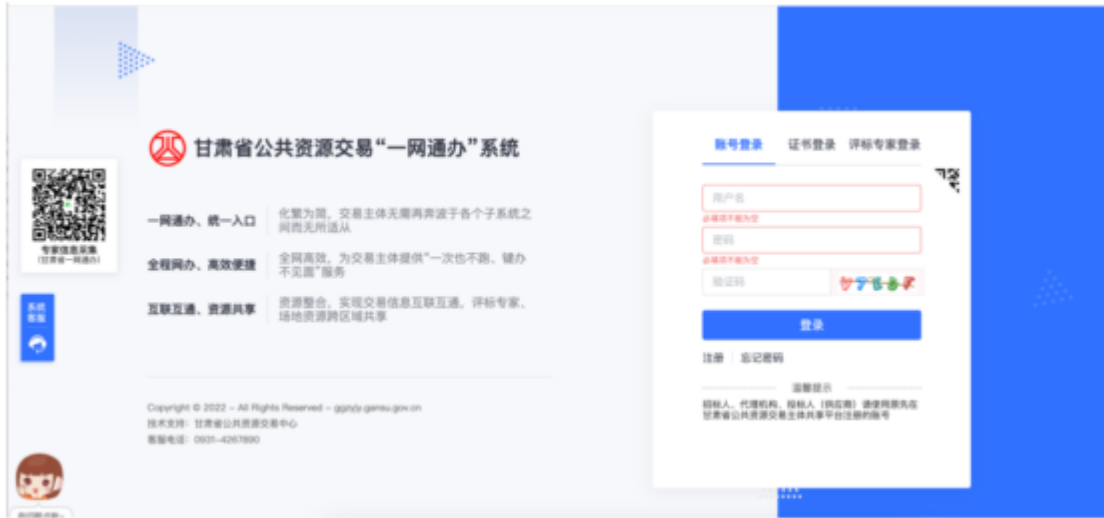 甘肃省公共资源交易“一网通办”系统
专家信息采集
(甘肃省一网通办)
系统
客服
一网通办、统一入口
化繁为简，交易主体无需再奔波于各个子系统之
间而无所适从
全程网办、高效便捷
全网高效，为交易主体提供“一次也不跑、键办
不见面”服务
互联互通、资源共享
资源整合，实现交易信息互联互通，评标专家、
场地资源跨区域共享
Copyright © 2022 - All Rights Reserved - ggzyjy.gansu.gov.cn
技术支持：甘肃省公共资源交易中心
客服电话：0931-4267890
账号登录 证书登录 评标专家登录
用户名
必填项不能为空
密码
必填项不能为空
验证码
登录
注册 忘记密码
温馨提示
招标人、代理机构、投标人（供应商）请使用原先在
甘肃省公共资源交易主体共享平台注册的账号